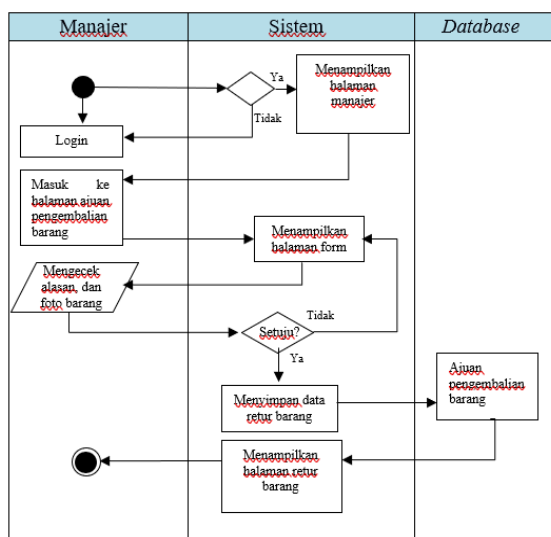 Manajer
Sistem
Database
Ya
Menampilkan
halaman
manajer
Tidak
Login
Masuk ke
halaman ajuan
pengembalian
barang
Menampilkan
halaman form
Mengecek
alasan, dan
foto barang
Tidak
Setuju?
Ya
Menyimpan data
retur barang
Ajuan
pengembalian
barang
Menampilkan
halaman retur
barang